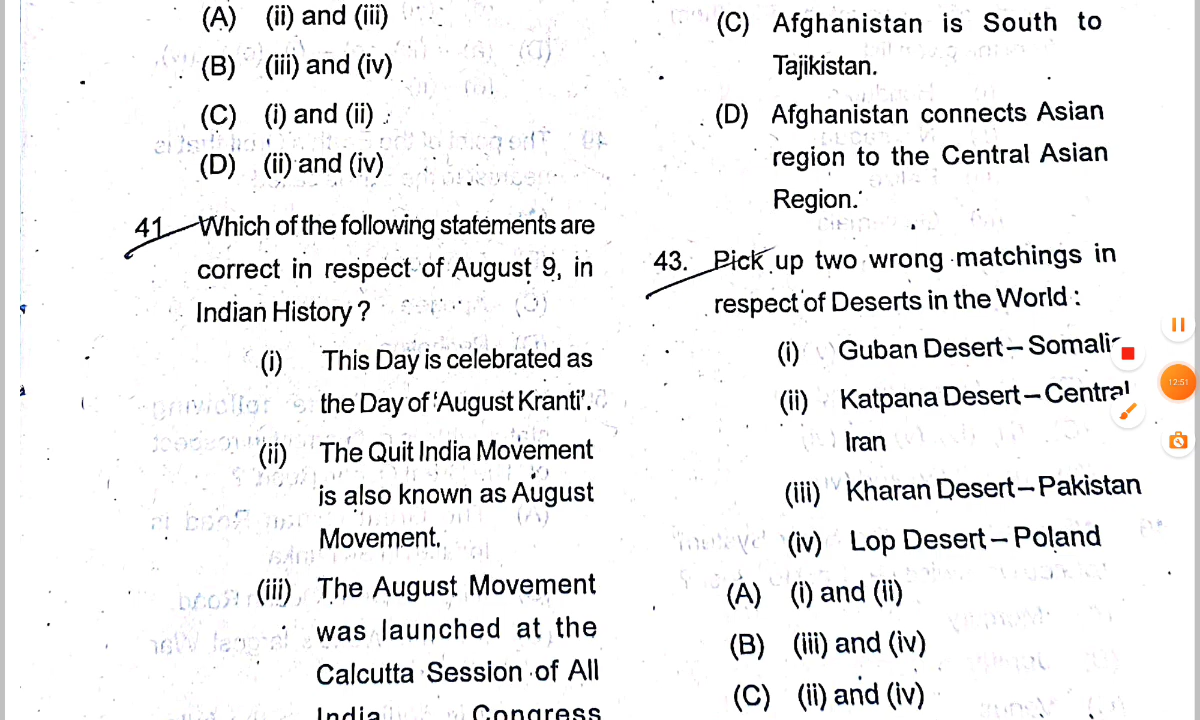 (A) (ii) and (iii)
(B) (iii) and (iv)
(C) (i) and (ii)
(D) (ii) and (iv)
41. Which of the following statements are
correct in respect of August 9, in
Indian History ?
(i) This Day is celebrated as
the Day of 'August Kranti'.
(ii) The Quit India Movement
is also known as August
Movement.
(iii) The August Movement
was launched at the
Calcutta Session of All
India Congress
(C) Afghanistan is South to
Tajikistan.
(D) Afghanistan connects Asian
region to the Central Asian
Region.
43. Pick up two wrong matchings in
respect of Deserts in the World :
(i) Guban Desert – Somali
(ii) Katpana Desert – Central
Iran
(iii) Kharan Desert – Pakistan
(iv) Lop Desert – Poland
(A) (i) and (ii)
(B) (iii) and (iv)
(C) (ii) and (iv)
12:51